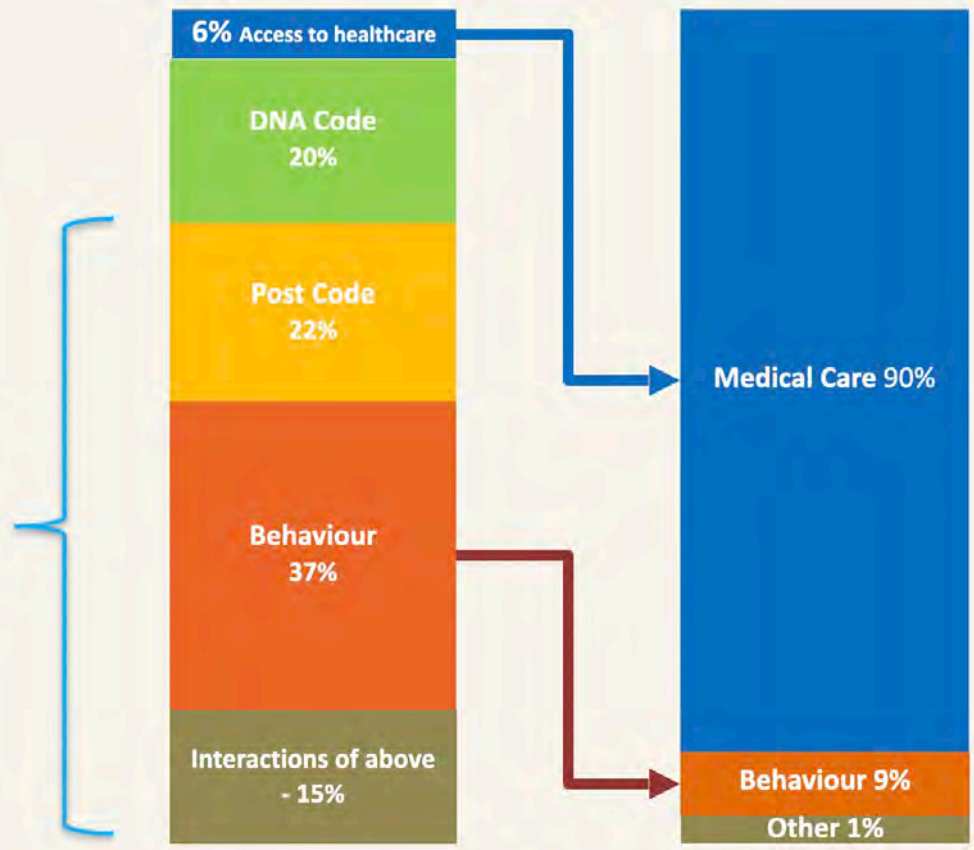 6% Access to healthcare
DNA Code
20%
Post Code
22%
Behaviour
37%
Interactions of above
- 15%
Medical Care 90%
Behaviour 9%
Other 1%